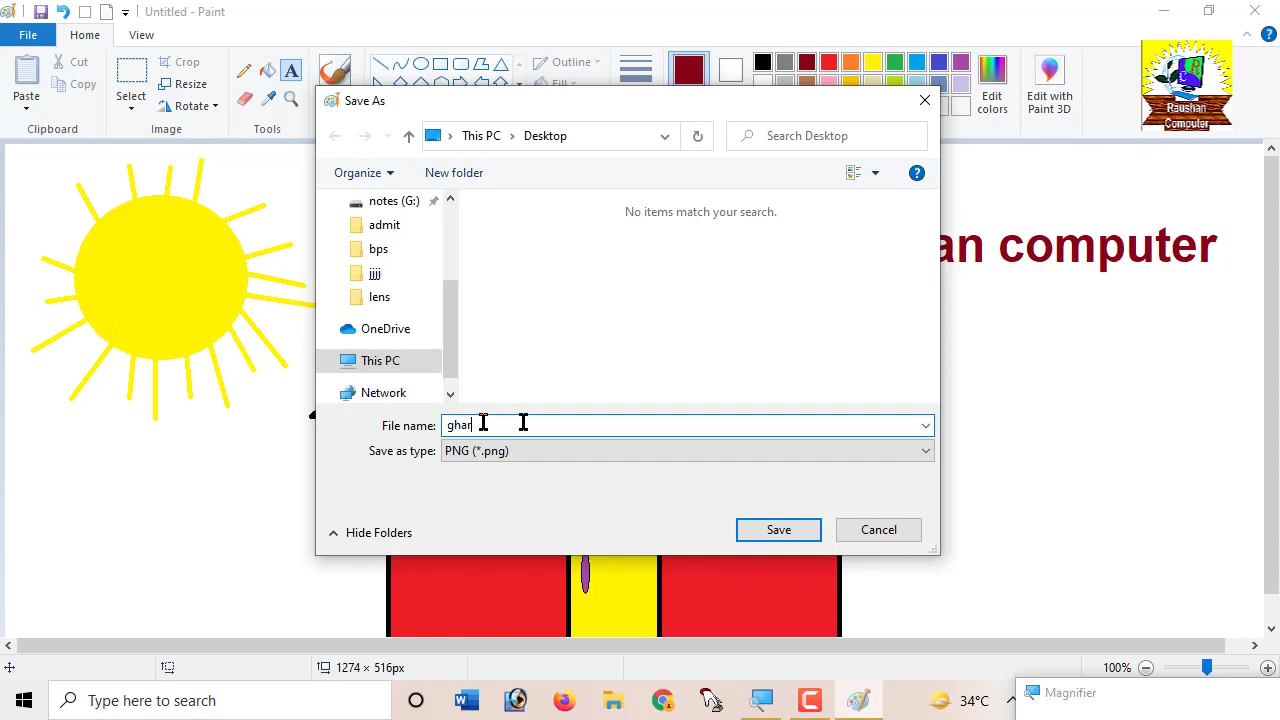 Untitled - Paint
File
Home
View
Paste
Cut
Copy
Clipboard
Select
Crop
Resize
Rotate
Image
Tools
Outline
Fill
Edit colors
Edit with Paint 3D
Raushan
Computer
Save As
This PC
Desktop
Search Desktop
Organize
New folder
notes (G:)
admit
bps
jjjj
lens
OneDrive
This PC
Network
No items match your search.
an computer
File name: ghar
Save as type: PNG (*.png)
Hide Folders
Save
Cancel
1274 × 516px
100%
Type here to search
34°C
Magnifier